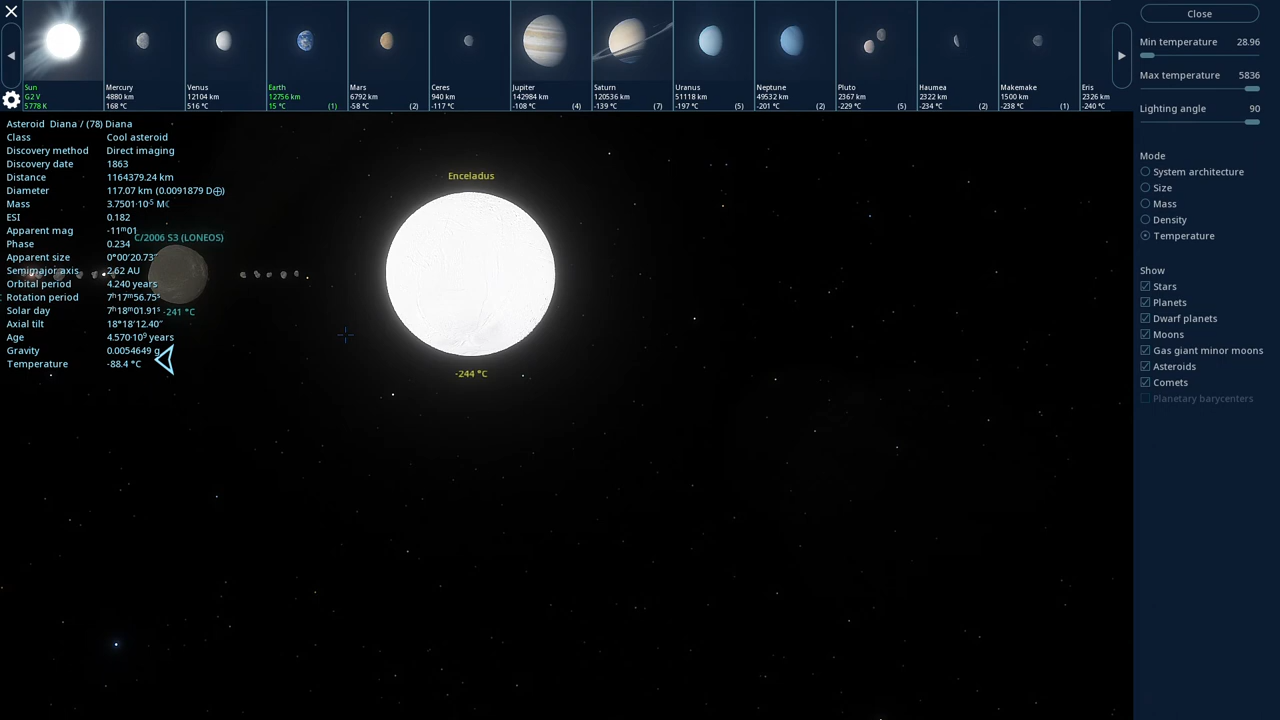 Sun
G2 V
5778 K
Mercury
4880 km
168 °C
Venus
12104 km
516 °C
Earth
12756 km
15 °C (1)
Mars
6792 km
-58 °C (2)
Ceres
940 km
-117 °C
Jupiter
142984 km
-108 °C (4)
Saturn
120536 km
-139 °C (7)
Uranus
51118 km
-197 °C (5)
Neptune
49532 km
-201 °C (2)
Pluto
2367 km
-229 °C (5)
Haumea
2322 km
-234 °C (2)
Makemake
1500 km
-238 °C (1)
Eris
2326 km
-240 °C
Close
Min temperature 28.96
Max temperature 5836
Lighting angle 90
Mode
System architecture
Size
Mass
Density
Temperature
Show
Stars
Planets
Dwarf planets
Moons
Gas giant minor moons
Asteroids
Comets
Planetary barycenters
Asteroid Diana / (78) Diana
Class Cool asteroid
Discovery method Direct imaging
Discovery date 1863
Distance 1164379.24 km
Diameter 117.07 km (0.0091879 D⊕)
Mass 3.7501·10⁻⁵ M☾
ESI 0.182
Apparent mag -11ᵐ01
Phase 0.234
Apparent size 0°00'20.73"
Semimajor axis 2.62 AU
Orbital period 4.240 years
Rotation period 7ʰ17ᵐ56.75ˢ
Solar day 7ʰ18ᵐ01.91ˢ
Axial tilt 18°18'12.40"
Age 4.570·10⁹ years
Gravity 0.0054649 g
Temperature -88.4 °C
C/2006 S3 (LONEOS)
-241 °C
Enceladus
-244 °C